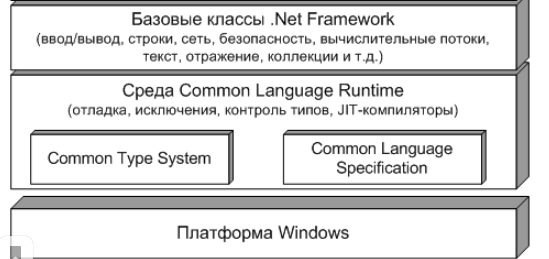 Базовые классы .Net Framework
(ввод/вывод, строки, сеть, безопасность, вычислительные потоки,
текст, отражение, коллекции и т.д.)
Среда Common Language Runtime
(отладка, исключения, контроль типов, JIT-компиляторы)
Common Type System
Common Language
Specification
Платформа Windows